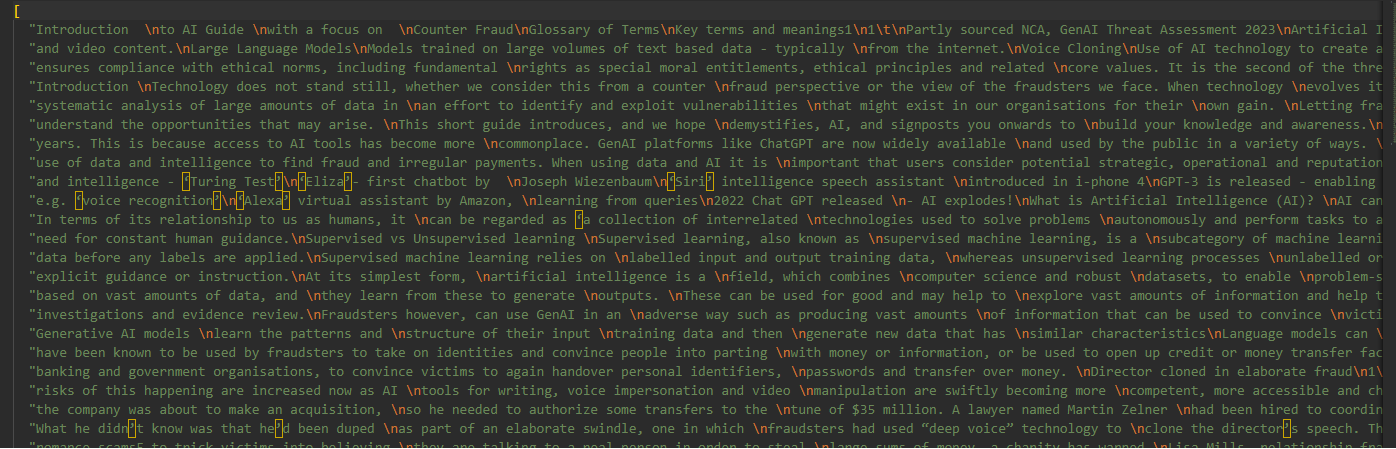 [
"Introduction  \nto AI Guide \nwith a focus on  \nCounter Fraud\nGlossary of Terms\nKey terms and meanings1\n1\t\nPartly sourced NCA, GenAI Threat Assessment 2023\nArtificial I
"and video content.\nLarge Language Models\nModels trained on large volumes of text based data - typically \nfrom the internet.\nVoice Cloning\nUse of AI technology to create a
"ensures compliance with ethical norms, including fundamental \nrights as special moral entitlements, ethical principles and related \ncore values. It is the second of the thre
"Introduction \nTechnology does not stand still, whether we consider this from a counter \nfraud perspective or the view of the fraudsters we face. When technology \nevolves it
"systematic analysis of large amounts of data in \nan effort to identify and exploit vulnerabilities \nthat might exist in our organisations for their \nown gain. \nLetting fra
"understand the opportunities that may arise. \nThis short guide introduces, and we hope \ndemystifies, AI, and signposts you onwards to \nbuild your knowledge and awareness.\n
"years. This is because access to AI tools has become more \ncommonplace. GenAI platforms like ChatGPT are now widely available \nand used by the public in a variety of ways. \
"use of data and intelligence to find fraud and irregular payments. When using data and AI it is \nimportant that users consider potential strategic, operational and reputation
"and intelligence - ‘Turing Test’\n‘Eliza’- first chatbot by  \nJoseph Wiezenbaum\n‘Siri’ intelligence speech assistant \nintroduced in i-phone 4\nGPT-3 is released - enabling
"e.g. ‘voice recognition’\n‘Alexa’ virtual assistant by Amazon, \nlearning from queries\n2022 Chat GPT released \n- AI explodes!\nWhat is Artificial Intelligence (AI)? \nAI can
"In terms of its relationship to us as humans, it \ncan be regarded as ‘a collection of interrelated \ntechnologies used to solve problems \nautonomously and perform tasks to a
"need for constant human guidance.\nSupervised vs Unsupervised learning \nSupervised learning, also known as \nsupervised machine learning, is a \nsubcategory of machine learni
"data before any labels are applied.\nSupervised machine learning relies on \nlabelled input and output training data, \nwhereas unsupervised learning processes \nunlabelled or
"explicit guidance or instruction.\nAt its simplest form, \nartificial intelligence is a \nfield, which combines \ncomputer science and robust \ndatasets, to enable \nproblem-s
"based on vast amounts of data, and \nthey learn from these to generate \noutputs. \nThese can be used for good and may help to \nexplore vast amounts of information and help t
"investigations and evidence review.\nFraudsters however, can use GenAI in an \nadverse way such as producing vast amounts \nof information that can be used to convince \nvicti
"Generative AI models \nlearn the patterns and \nstructure of their input \ntraining data and then \ngenerate new data that has \nsimilar characteristics\nLanguage models can \
"have been known to be used by fraudsters to take on identities and convince people into parting \nwith money or information, or be used to open up credit or money transfer fac
"banking and government organisations, to convince victims to again handover personal identifiers, \npasswords and transfer over money. \nDirector cloned in elaborate fraud\n1\
"risks of this happening are increased now as AI \ntools for writing, voice impersonation and video \nmanipulation are swiftly becoming more \ncompetent, more accessible and ch
"the company was about to make an acquisition, \nso he needed to authorize some transfers to the \ntune of $35 million. A lawyer named Martin Zelner \nhad been hired to coordin
"What he didn’t know was that he’d been duped \nas part of an elaborate swindle, one in which \nfraudsters had used “deep voice” technology to \nclone the director’s speech. Th
"romance scams5 to trick victims into believing \nthey are talking to a real person in order to steal \nlarge sums of money, a charity has warned.\nLisa Mills, relationship fra